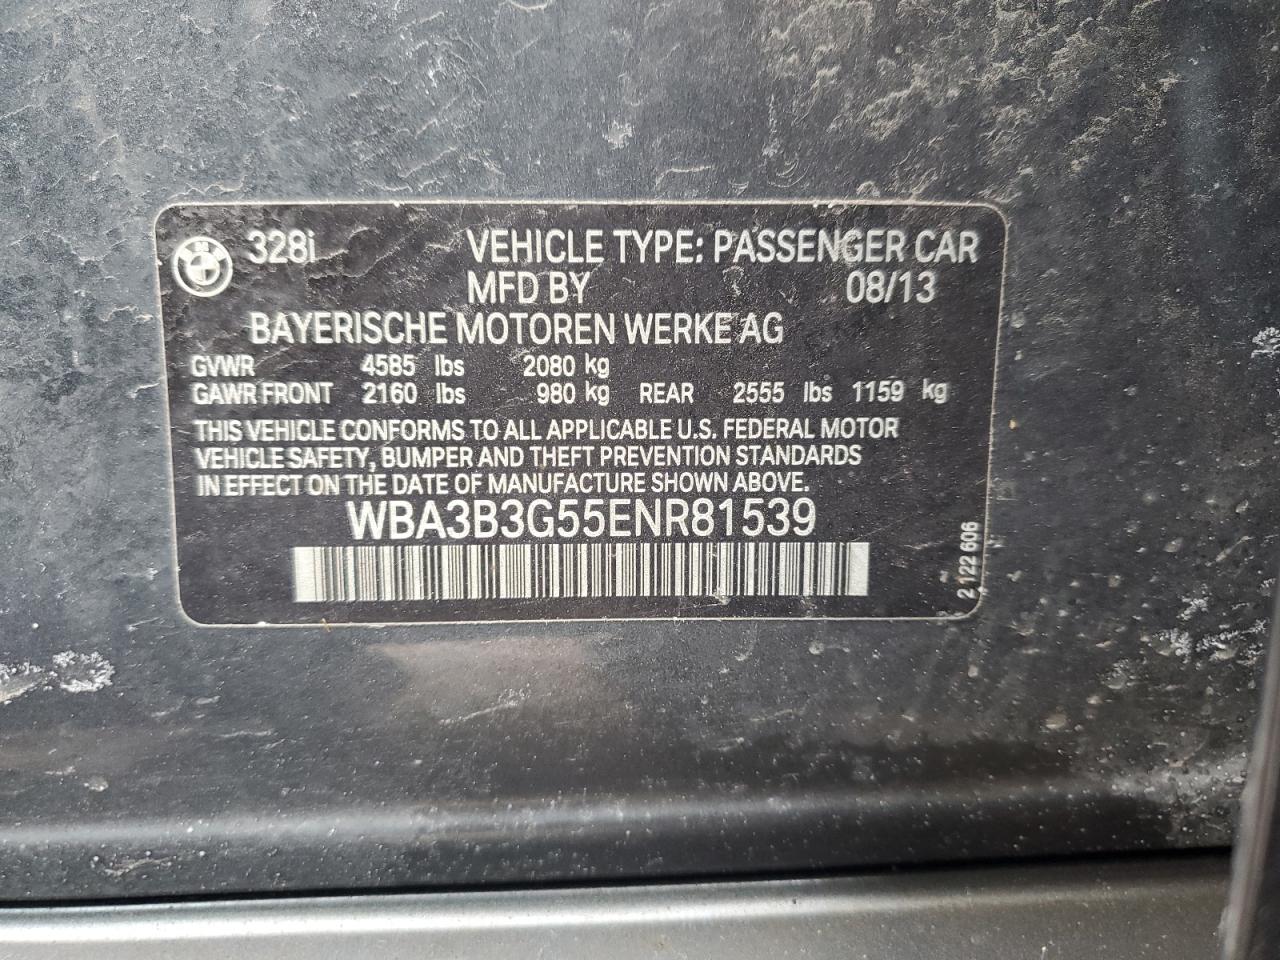 328i VEHICLE TYPE: PASSENGER CAR
MFD BY 08/13
BAYERISCHE MOTOREN WERKE AG
GVWR 4585 lbs 2080 kg
GAWR FRONT 2160 lbs 980 kg REAR 2555 lbs 1159 kg
THIS VEHICLE CONFORMS TO ALL APPLICABLE U.S. FEDERAL MOTOR
VEHICLE SAFETY, BUMPER AND THEFT PREVENTION STANDARDS
IN EFFECT ON THE DATE OF MANUFACTURE SHOWN ABOVE.
WBA3B3G55ENR81539
2 122 606